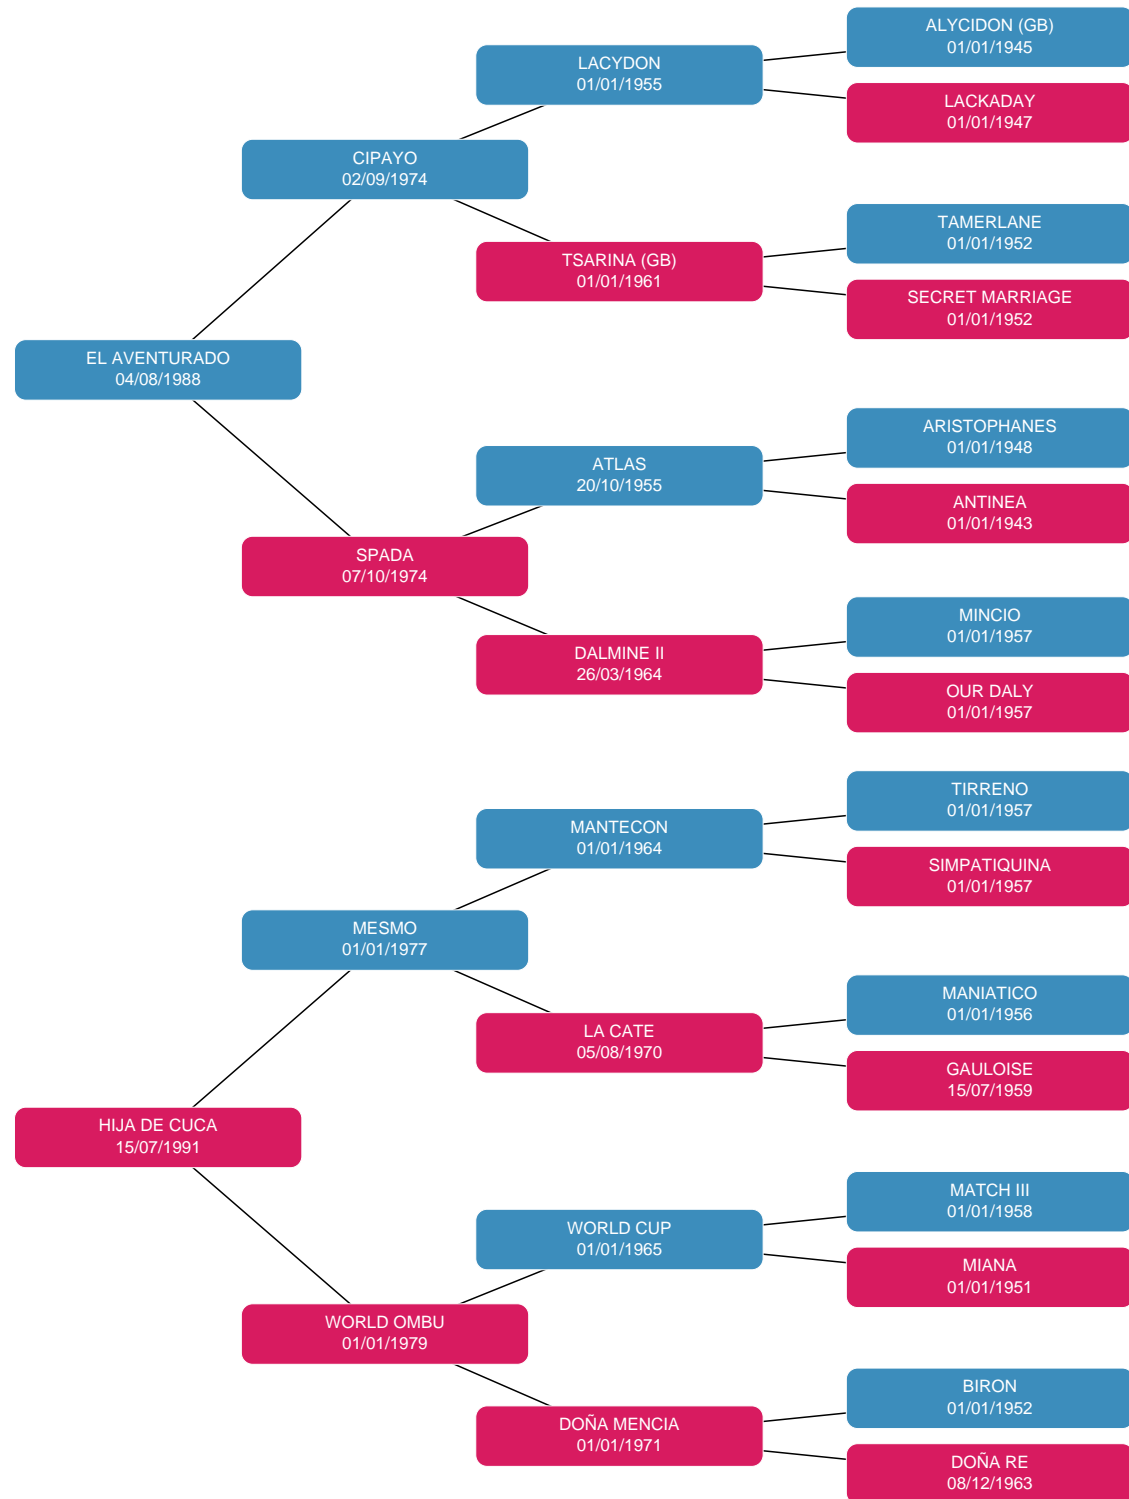 ALYCIDON (GB)
01/01/1945
LACYDON
01/01/1955
LACKADAY
01/01/1947
CIPAYO
02/09/1974
TAMERLANE
01/01/1952
TSARINA (GB)
01/01/1961
SECRET MARRIAGE
01/01/1952
EL AVENTURADO
04/08/1988
ARISTOPHANES
01/01/1948
ATLAS
20/10/1955
ANTINEA
01/01/1943
SPADA
07/10/1974
MINCIO
01/01/1957
DALMINE II
26/03/1964
OUR DALY
01/01/1957
TIRRENO
01/01/1957
MANTECON
01/01/1964
SIMPATIQUINA
01/01/1957
MESMO
01/01/1977
MANIATICO
01/01/1956
LA CATE
05/08/1970
GAULOISE
15/07/1959
HIJA DE CUCA
15/07/1991
MATCH III
01/01/1958
WORLD CUP
01/01/1965
MIANA
01/01/1951
WORLD OMBU
01/01/1979
BIRON
01/01/1952
DOÑA MENCIA
01/01/1971
DOÑA RE
08/12/1963